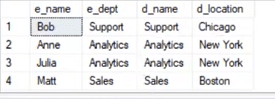 e_name e_dept d_name d_location
1 Bob Support Support Chicago
2 Anne Analytics Analytics New York
3 Julia Analytics Analytics New York
4 Matt Sales Sales Boston